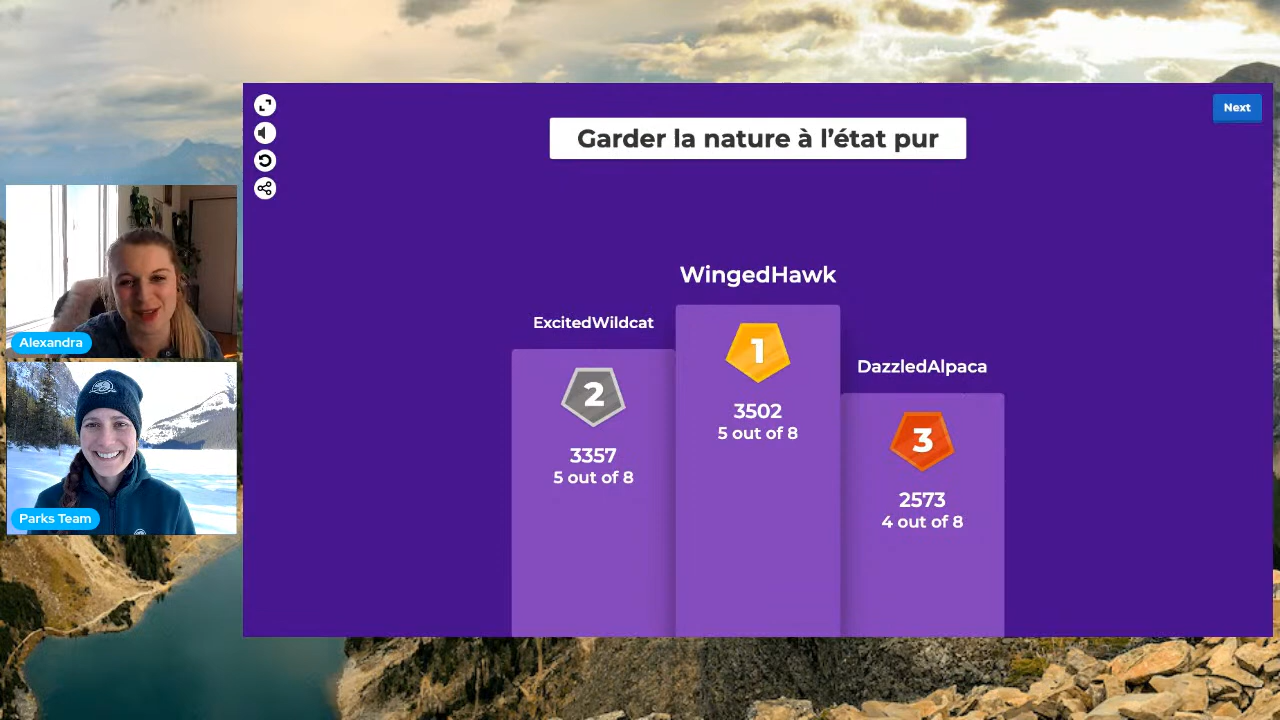 Garder la nature à l’état pur
Next
WingedHawk
1
3502
5 out of 8
ExcitedWildcat
2
3357
5 out of 8
DazzledAlpaca
3
2573
4 out of 8
Alexandra
Parks Team